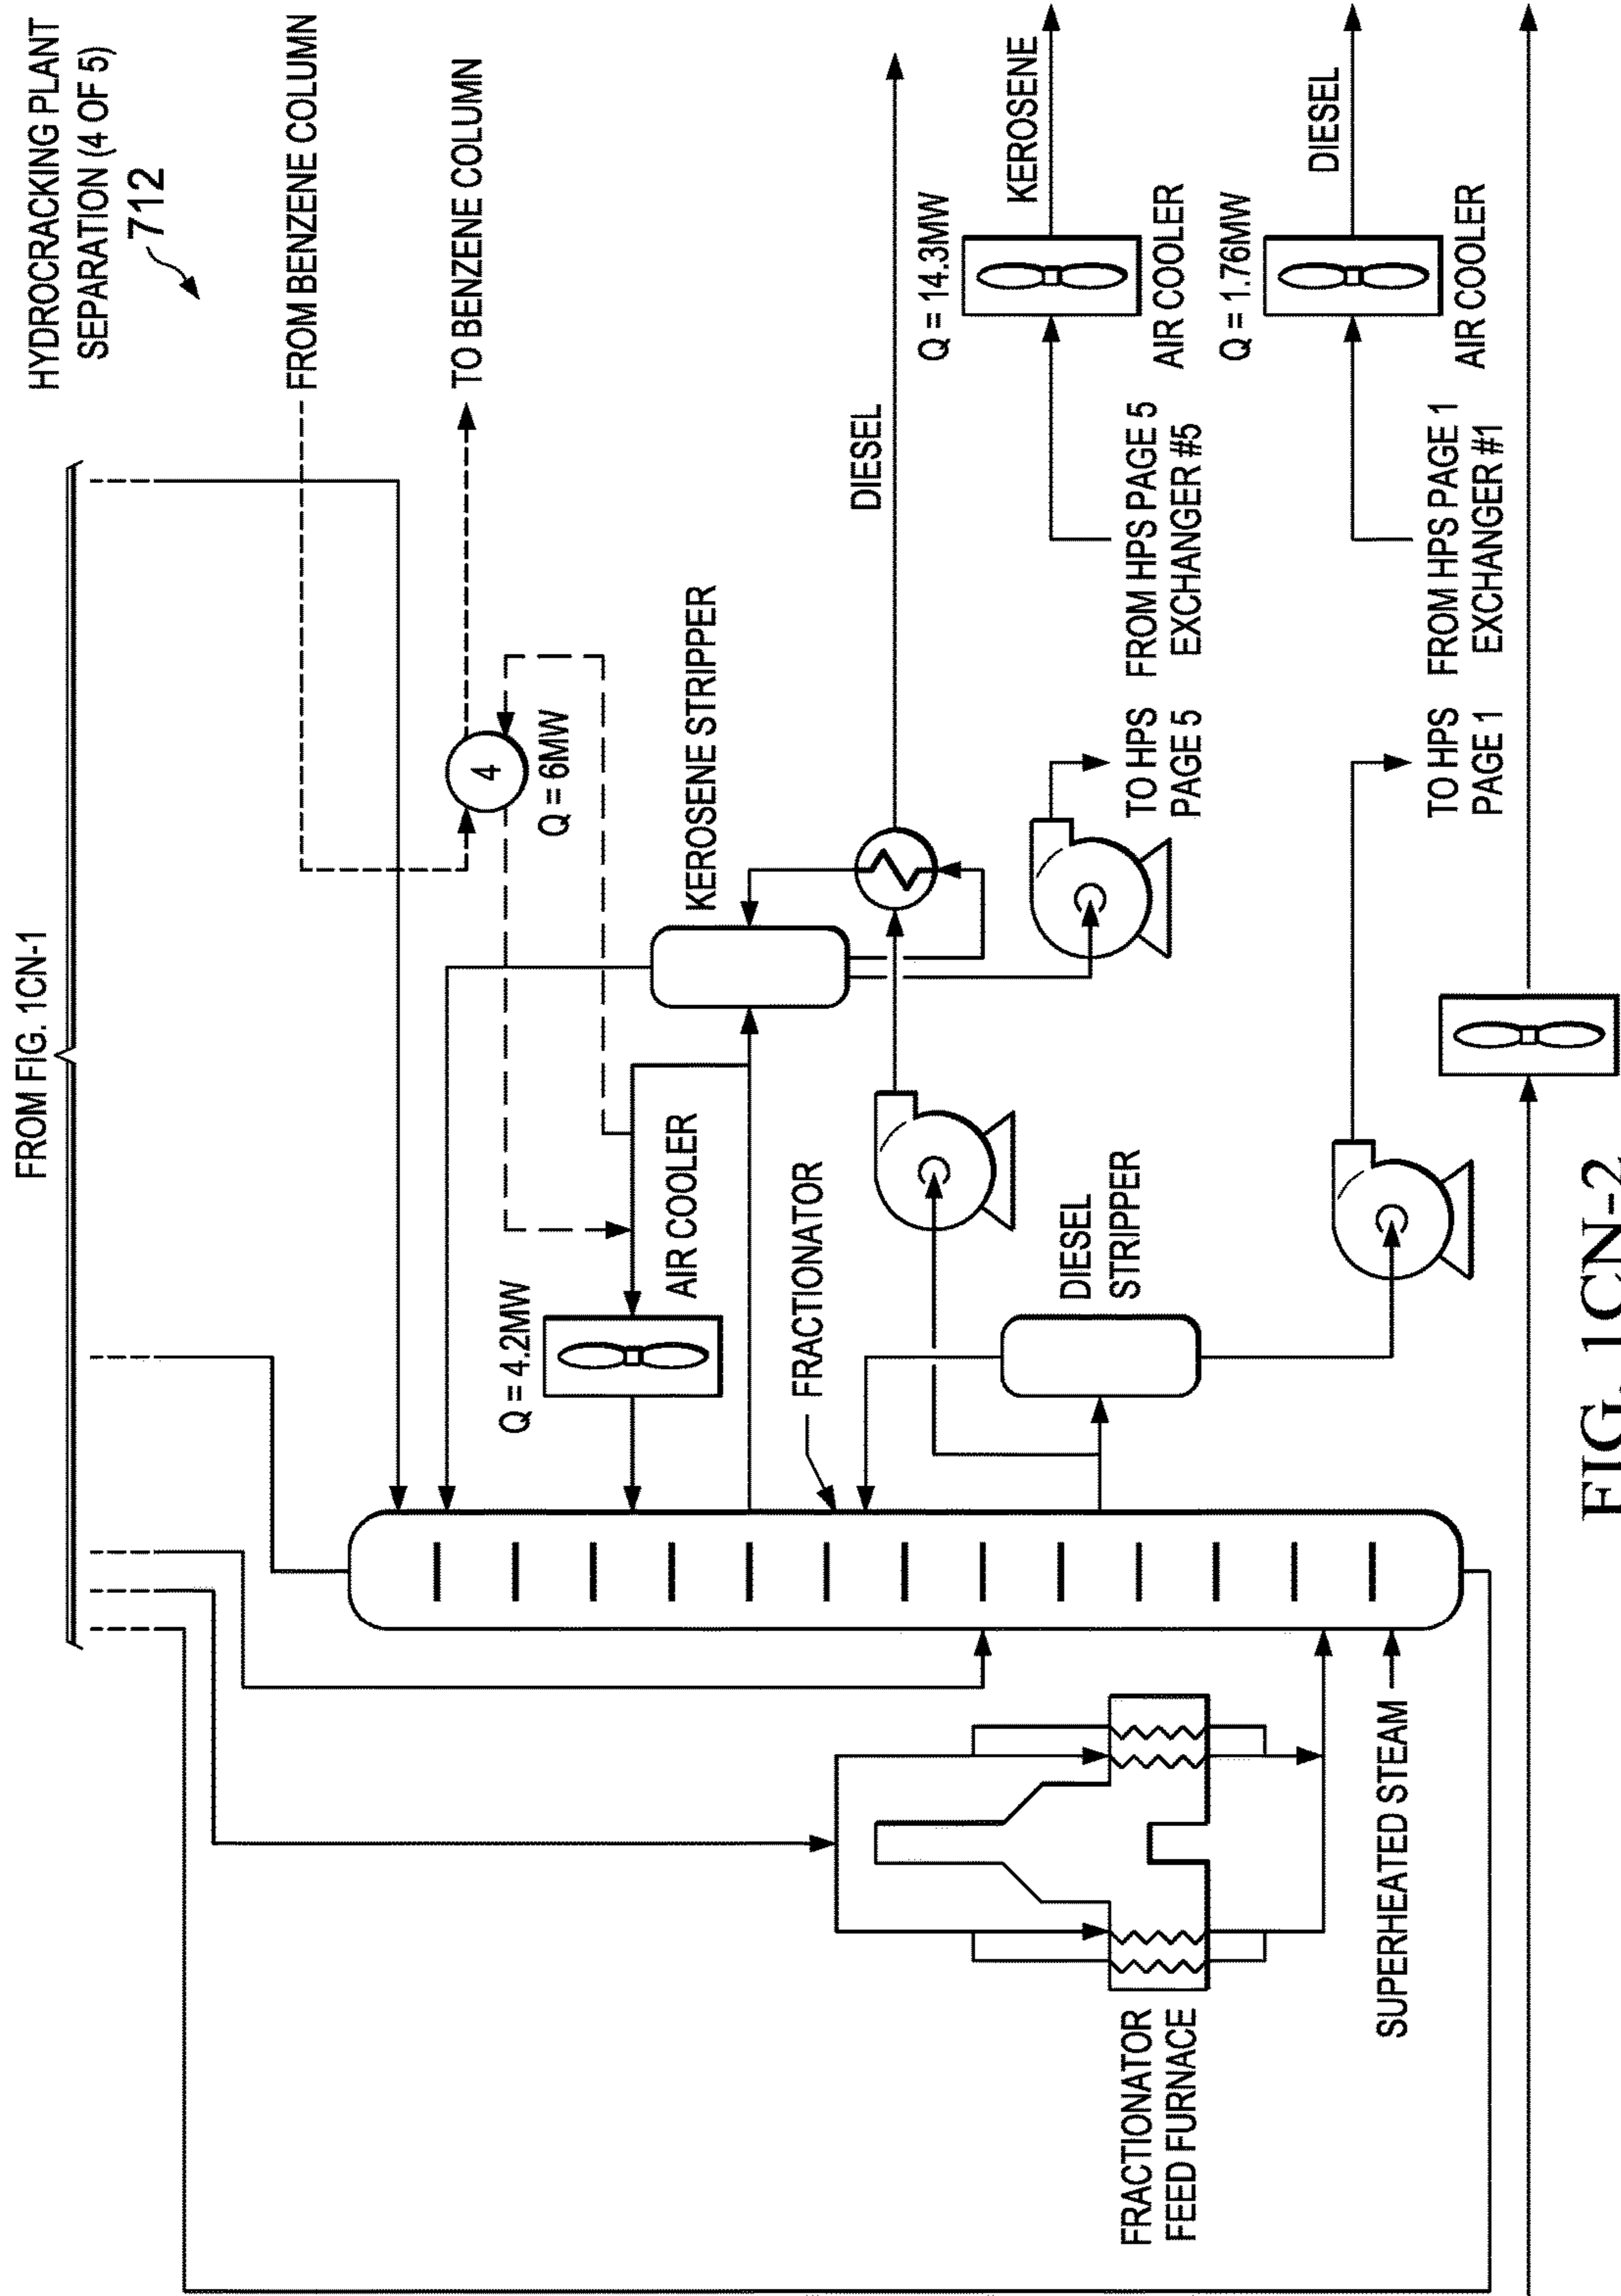 HYDROCRACKING PLANT
SEPARATION (4 OF 5)
712
FROM FIG. 1CN-1
FROM BENZENE COLUMN
TO BENZENE COLUMN
4
Q = 6MW
KEROSENE STRIPPER
Q = 4.2MW
AIR COOLER
FRACTIONATOR
DIESEL
Q = 14.3MW
KEROSENE
AIR COOLER
TO HPS
PAGE 5
FROM HPS PAGE 5
EXCHANGER #5
DIESEL
STRIPPER
Q = 1.76MW
DIESEL
AIR COOLER
TO HPS
PAGE 1
FROM HPS PAGE 1
EXCHANGER #1
FRACTIONATOR
FEED FURNACE
SUPERHEATED STEAM
FIG. 1CN-2